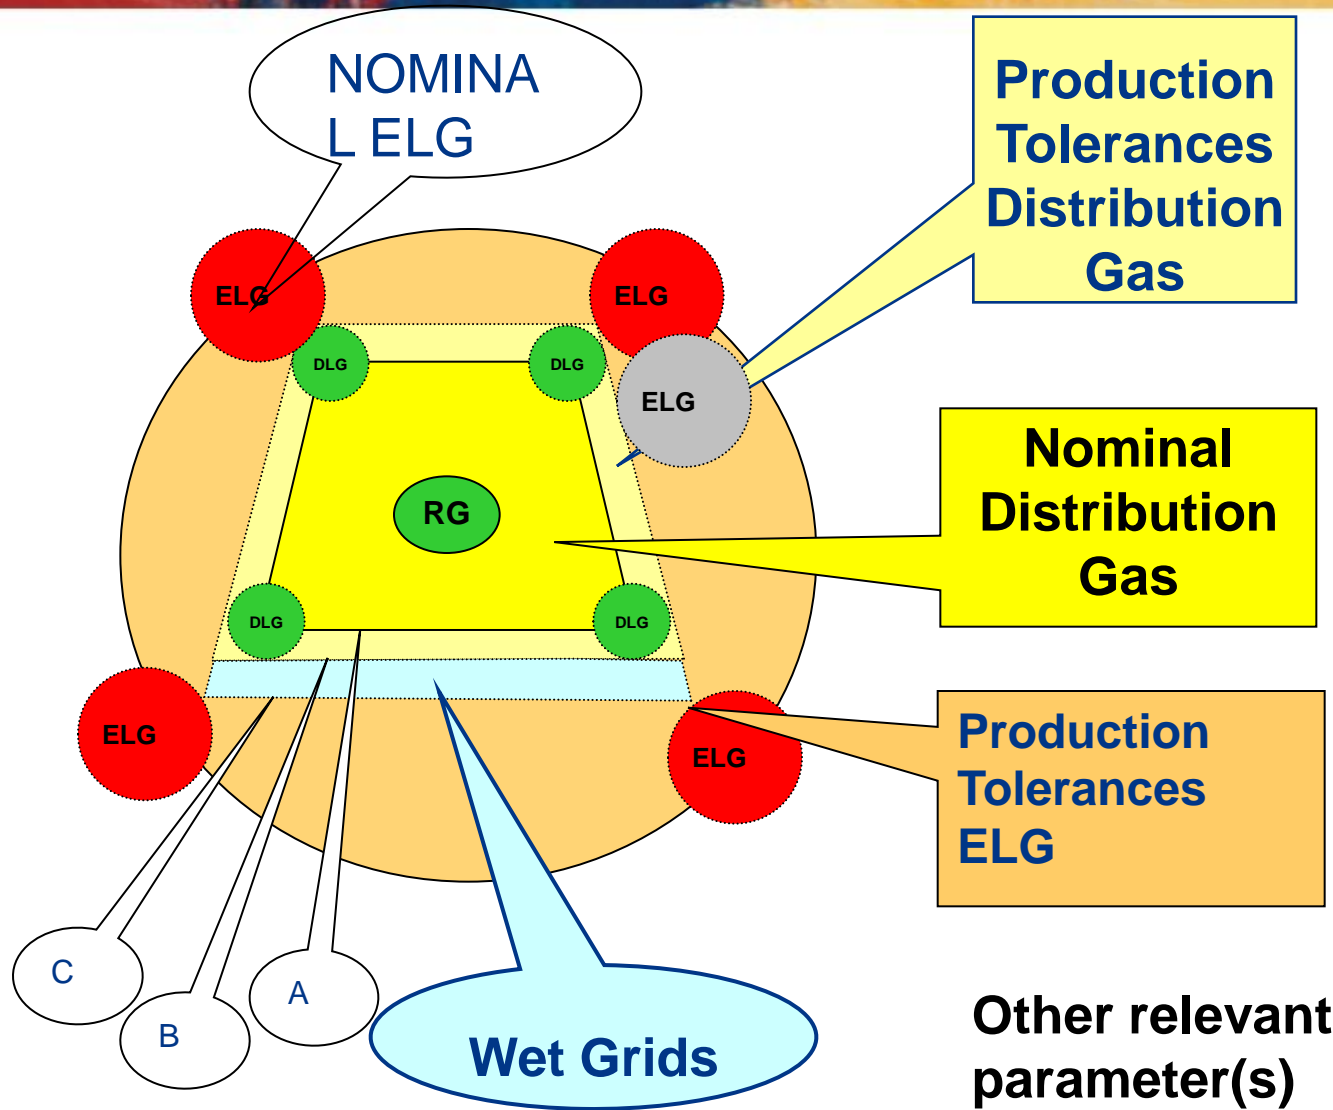 NOMINA
L ELG
Production
Tolerances
Distribution
Gas
ELG
ELG
DLG
DLG
ELG
Nominal
Distribution
Gas
RG
DLG
DLG
ELG
ELG
Production
Tolerances
ELG
C
B
A
Wet Grids
Other relevant
parameter(s)